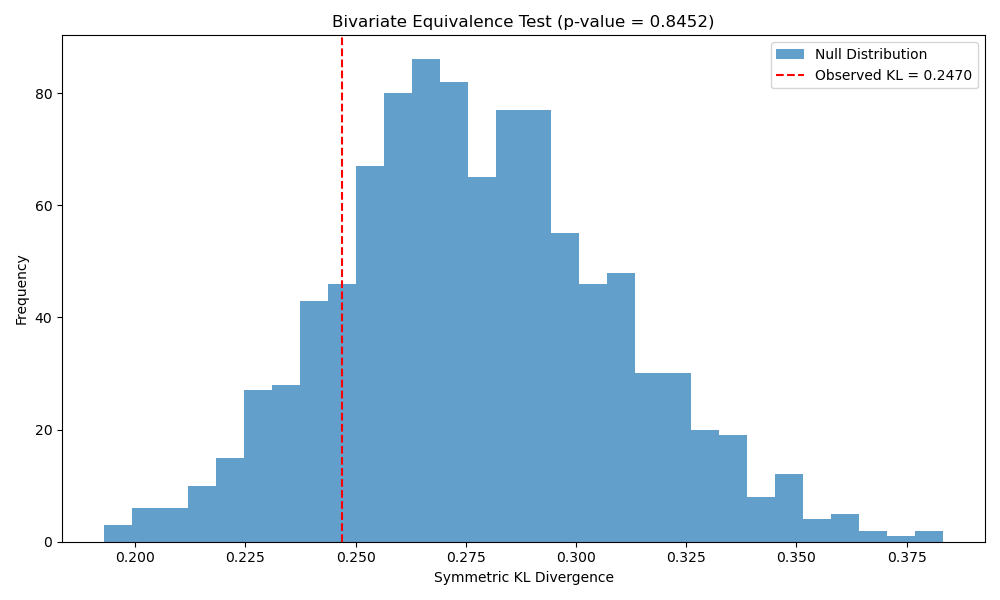 Bivariate Equivalence Test (p-value = 0.8452)
Null Distribution
Observed KL = 0.2470
80
60
40
20
0
Frequency
0.200 0.225 0.250 0.275 0.300 0.325 0.350 0.375
Symmetric KL Divergence